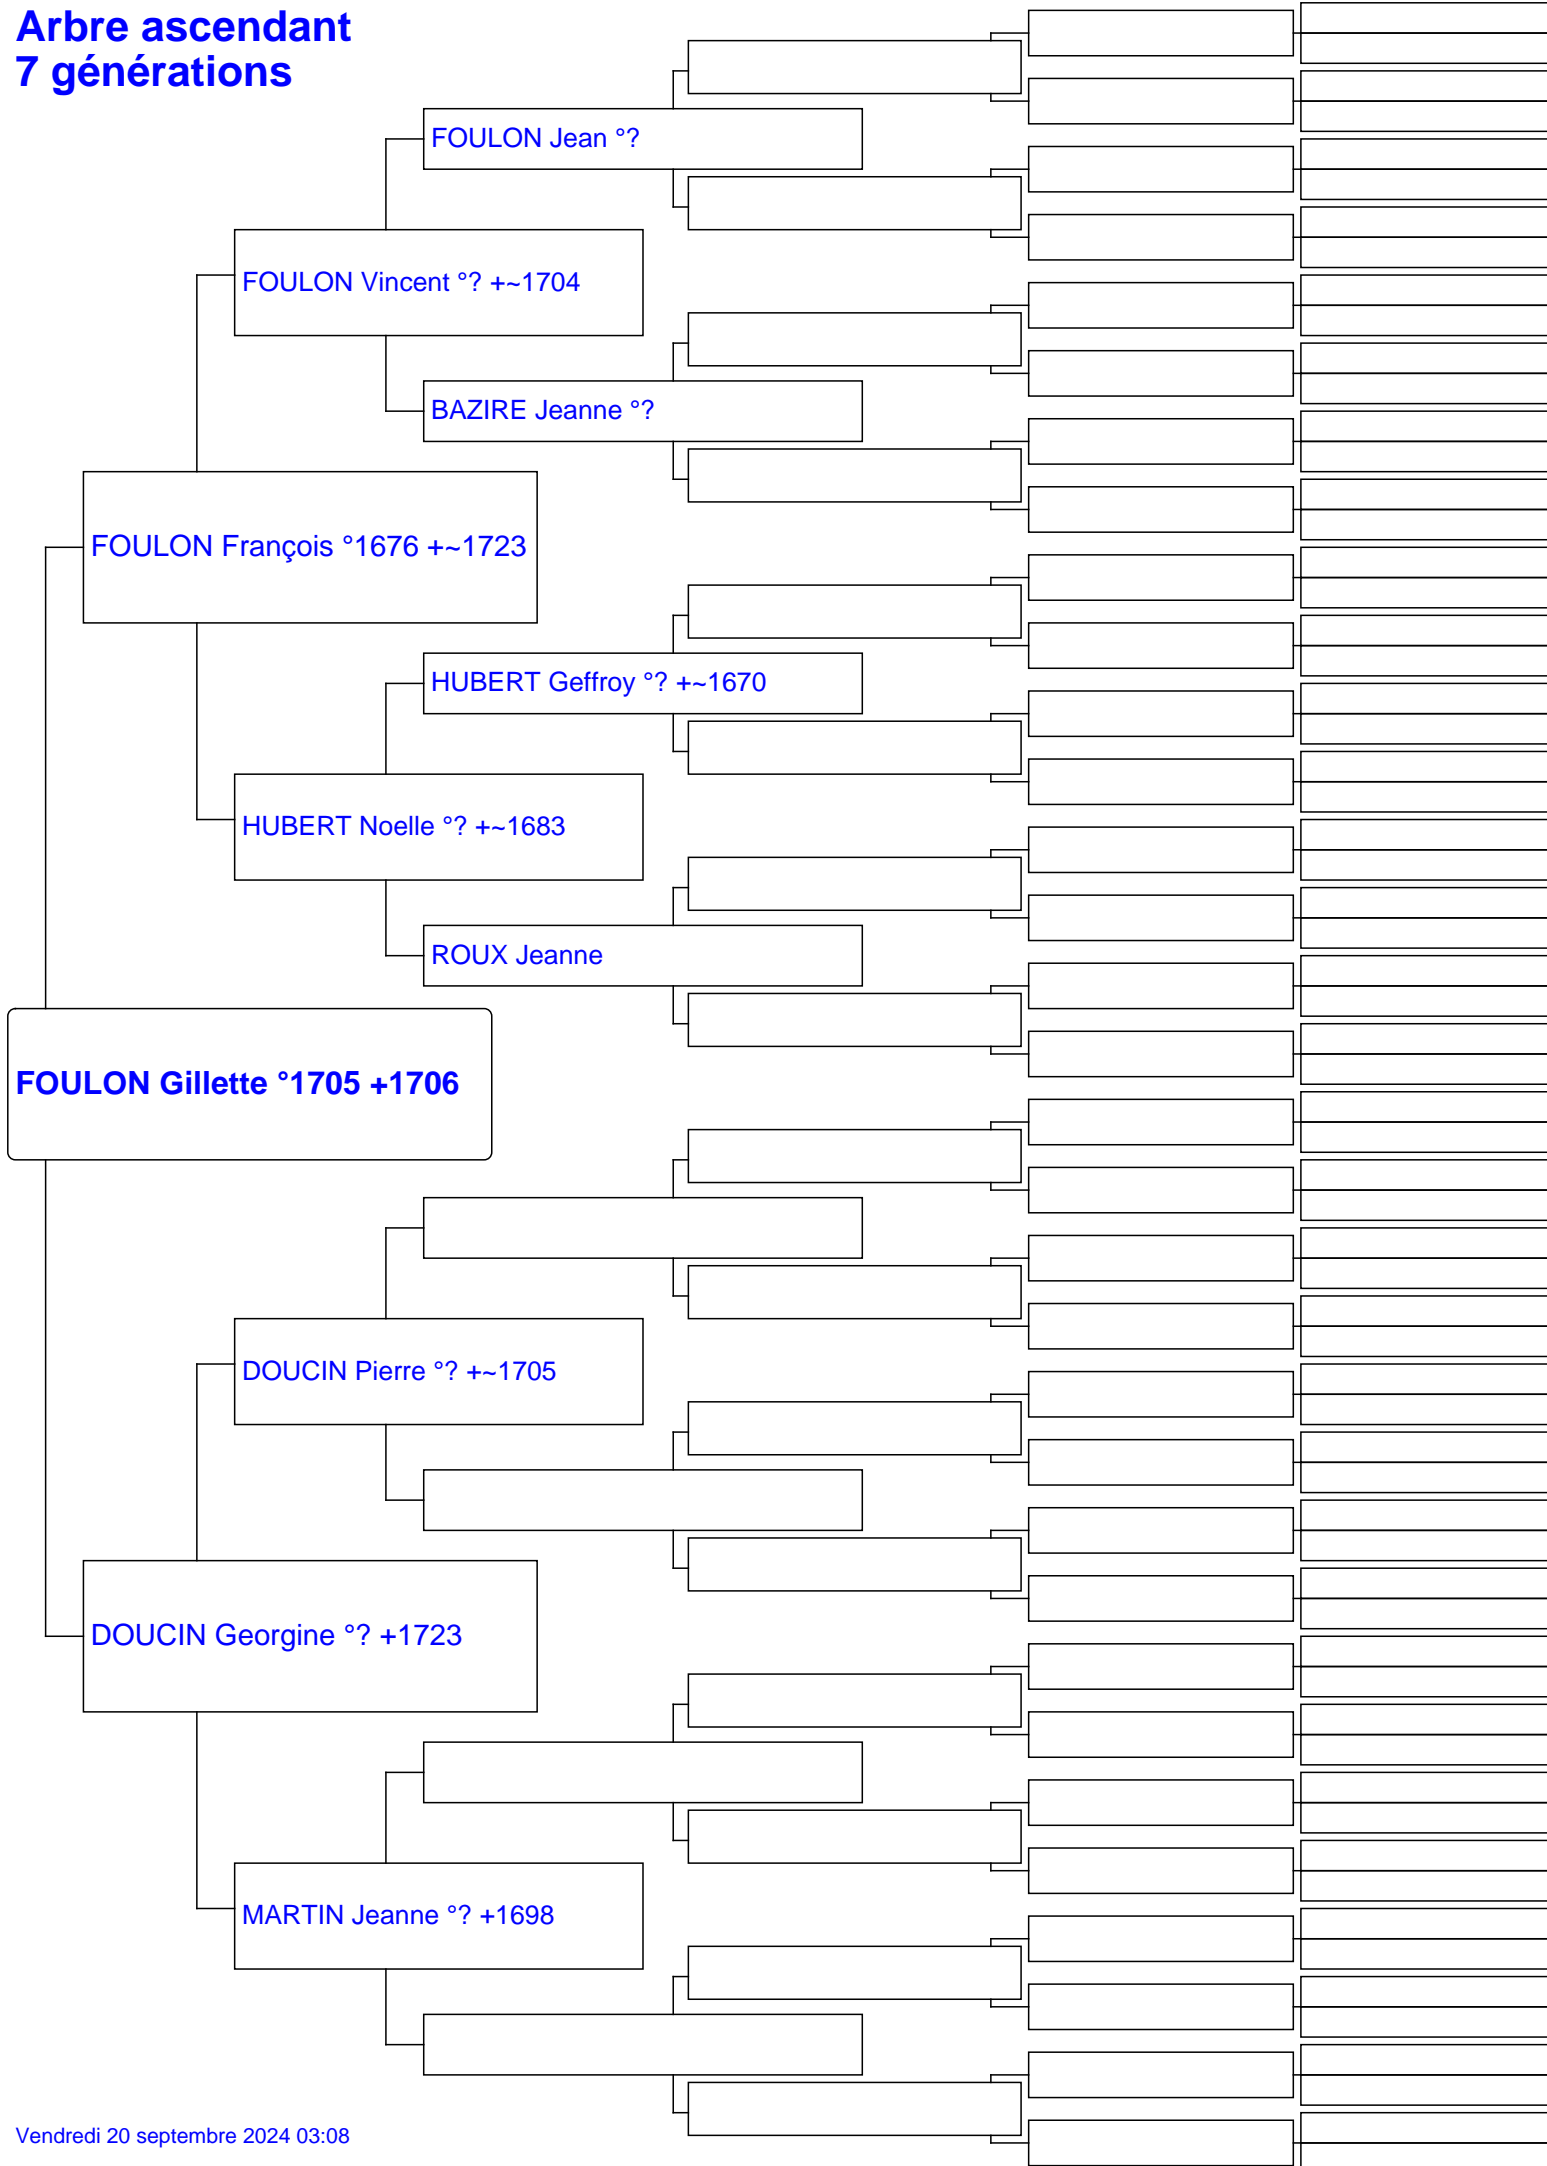 Arbre ascendant
7 générations
FOULON Jean °?
FOULON Vincent °? +~1704
BAZIRE Jeanne °?
FOULON François °1676 +~1723
HUBERT Geffroy °? +~1670
HUBERT Noelle °? +~1683
ROUX Jeanne
FOULON Gillette °1705 +1706
DOUCIN Pierre °? +~1705
DOUCIN Georgine °? +1723
MARTIN Jeanne °? +1698
Vendredi 20 septembre 2024 03:08